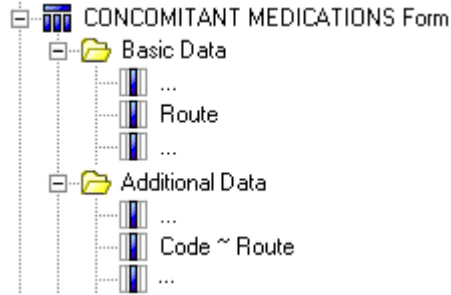 CONCOMITANT MEDICATIONS Form
Basic Data
...
Route
...
Additional Data
...
Code ~ Route
...